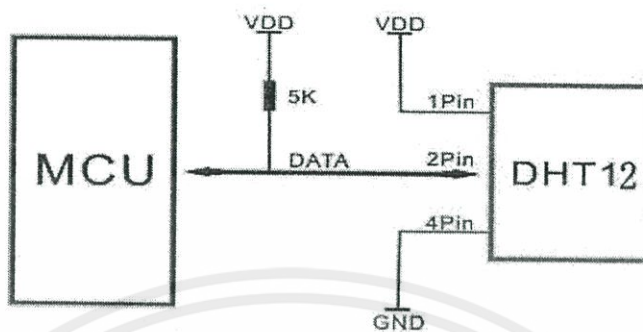 VDD
VDD
5K
1Pin
MCU
DATA
2Pin
DHT12
4Pin
GND